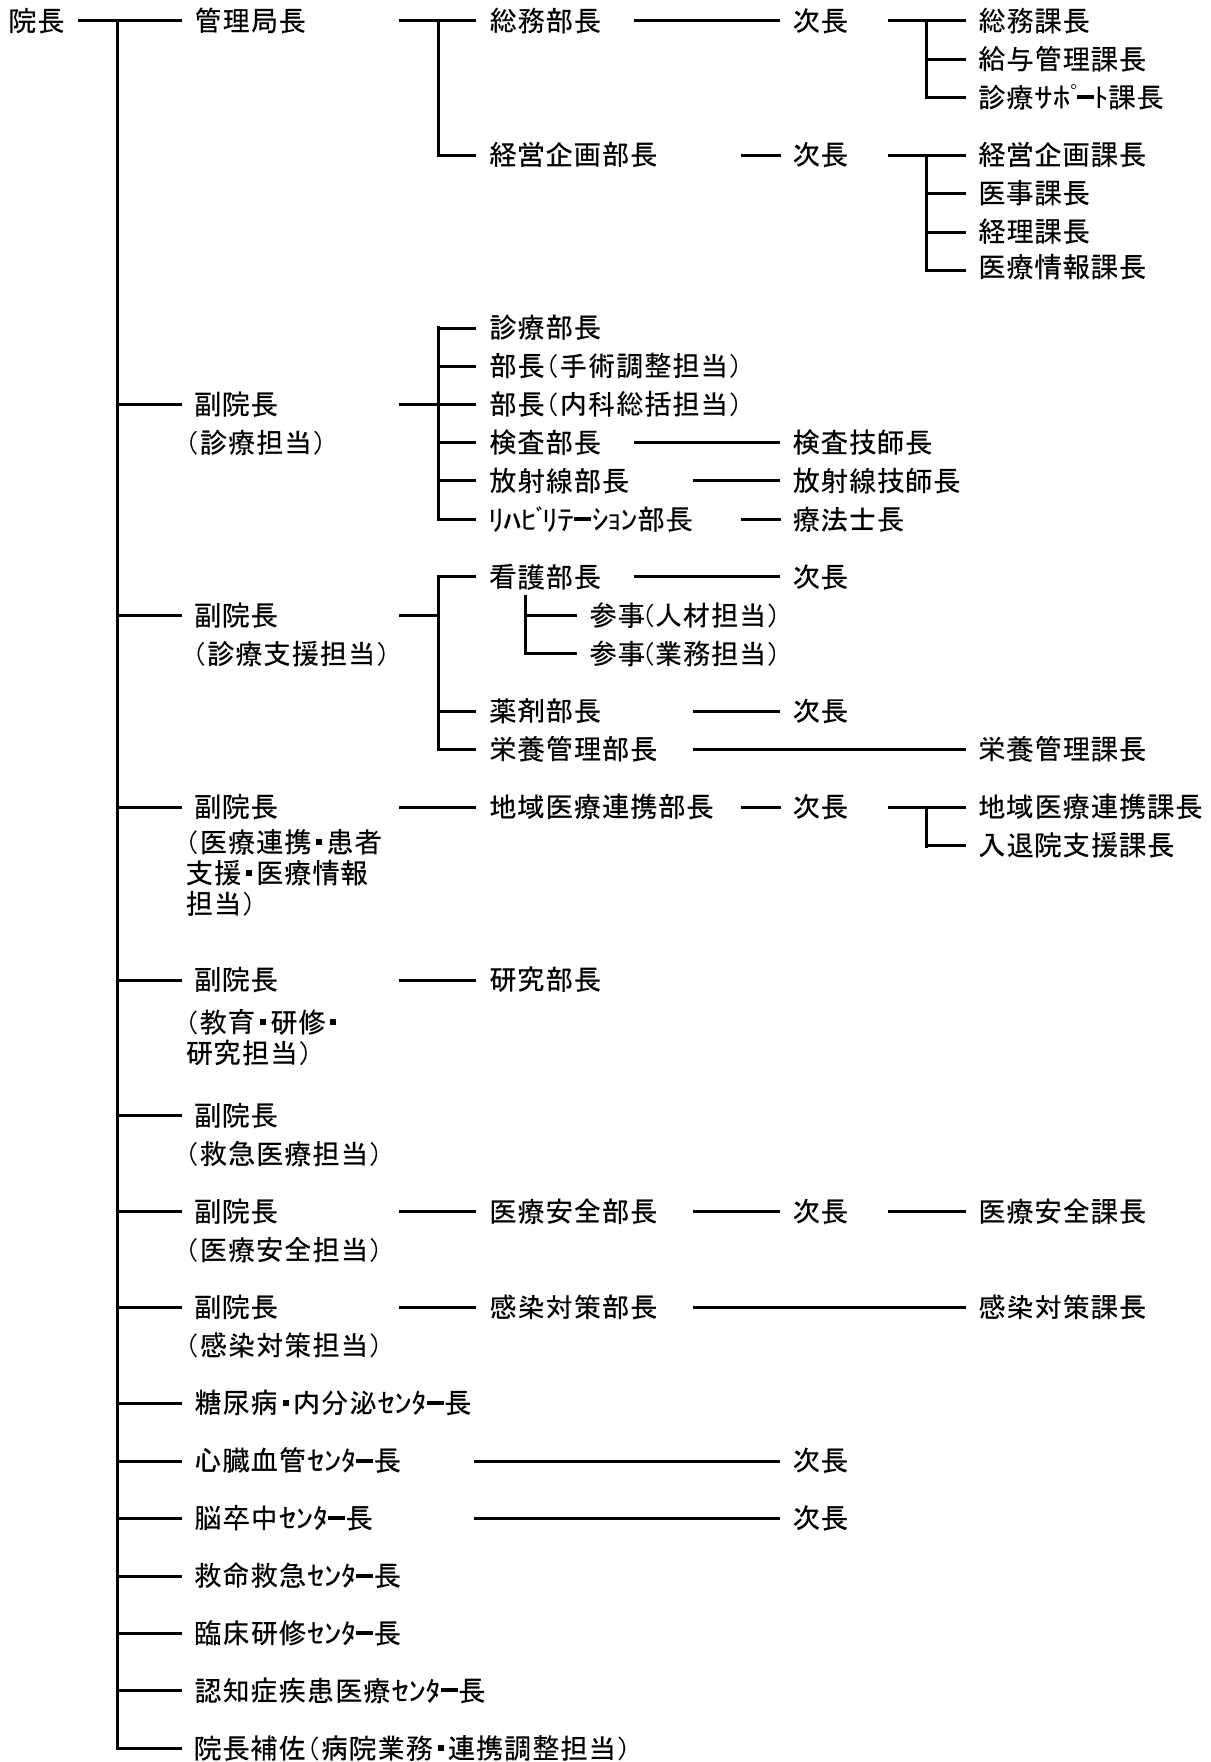 院長 管理局長 総務部長 次長 総務課長
給与管理課長
診療ｻﾎﾟｰﾄ課長
経営企画部長 次長 経営企画課長
医事課長
経理課長
医療情報課長
診療部長
部長（手術調整担当）
副院長 部長（内科総括担当）
（診療担当） 検査部長 検査技師長
放射線部長 放射線技師長
ﾘﾊﾋﾞﾘﾃｰｼｮﾝ部長 療法士長
看護部長 次長
副院長 参事（人材担当）
（診療支援担当） 参事（業務担当）
薬剤部長 次長
栄養管理部長 栄養管理課長
副院長 地域医療連携部長 次長 地域医療連携課長
（医療連携・患者 入退院支援課長
支援・医療情報
担当）
副院長 研究部長
（教育・研修・
研究担当）
副院長
（救急医療担当）
副院長 医療安全部長 次長 医療安全課長
（医療安全担当）
副院長 感染対策部長 感染対策課長
（感染対策担当）
糖尿病・内分泌ｾﾝﾀｰ長
心臓血管ｾﾝﾀｰ長 次長
脳卒中ｾﾝﾀｰ長 次長
救命救急ｾﾝﾀｰ長
臨床研修ｾﾝﾀｰ長
認知症疾患医療ｾﾝﾀｰ長
院長補佐（病院業務・連携調整担当）